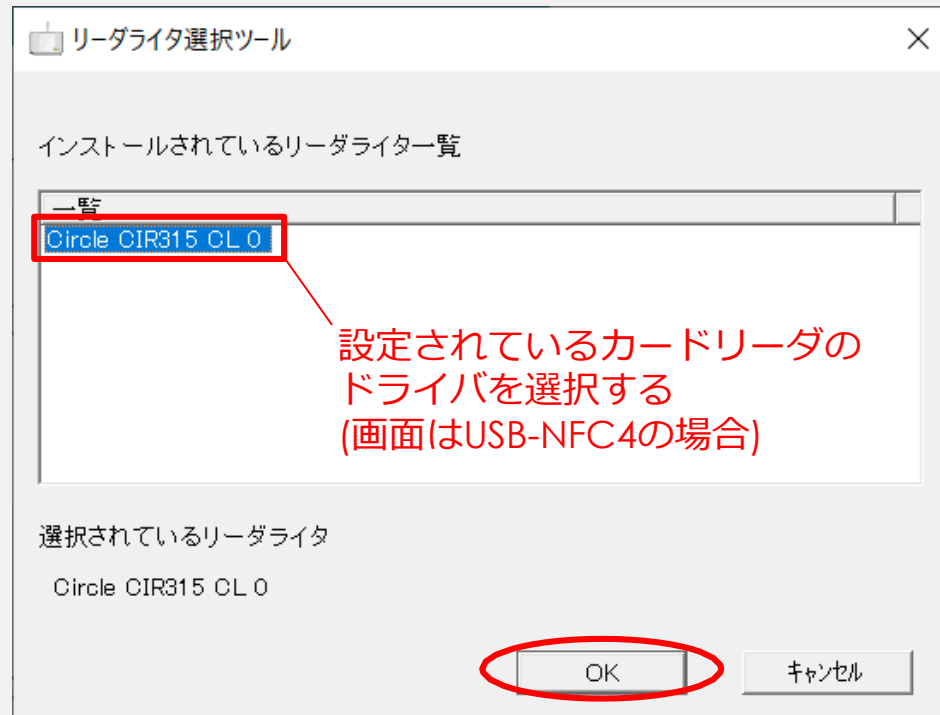 リーダライタ選択ツール
インストールされているリーダライター覧
一覧
Circle CIR315 CL 0
設定されているカードリーダの
ドライバを選択する
(画面はUSB-NFC4の場合)
選択されているリーダライタ
Circle CIR315 CL 0
OK
キャンセル